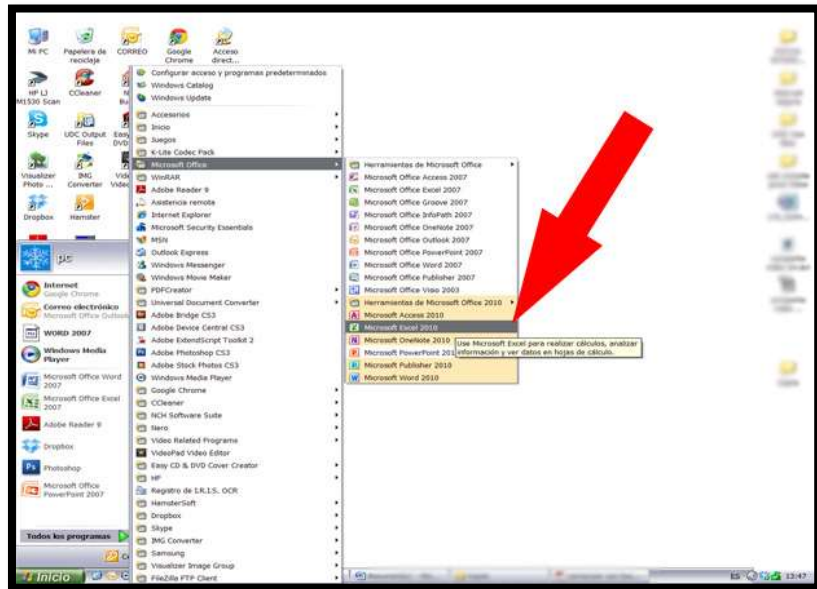 Mi PC
Papelera de reciclaje
CORREO
Google Chrome
Acceso direct...
HP LJ M1530 Scan
CCleaner
Skype
UDC Output Files
Easy DVD
Visualizer Photo ...
IMG Converter
Video
Dropbox
Hamster
pc
Internet
Google Chrome
Correo electrónico
Microsoft Office Outlook
WORD 2007
Windows Media Player
Microsoft Office Word 2007
Microsoft Office Excel 2007
Adobe Reader 9
Dropbox
Photoshop
Microsoft Office PowerPoint 2007
Todos los programas
Inicio
Configurar acceso y programas predeterminados
Windows Catalog
Windows Update
Accesorios
Inicio
Juegos
K-Lite Codec Pack
Microsoft Office
WinRAR
Adobe Reader 9
Asistencia remota
Internet Explorer
Microsoft Security Essentials
MSN
Outlook Express
Windows Messenger
Windows Movie Maker
PDFCreator
Universal Document Converter
Adobe Bridge CS3
Adobe Device Central CS3
Adobe ExtendScript Toolkit 2
Adobe Photoshop CS3
Adobe Stock Photos CS3
Windows Media Player
Google Chrome
CCleaner
NCH Software Suite
Nero
Video Related Programs
VideoPad Video Editor
Easy CD & DVD Cover Creator
HP
Registro de I.R.I.S. OCR
HamsterSoft
Dropbox
Skype
IMG Converter
Samsung
Visualizer Image Group
FileZilla FTP Client
Herramientas de Microsoft Office
Microsoft Office Access 2007
Microsoft Office Excel 2007
Microsoft Office Groove 2007
Microsoft Office InfoPath 2007
Microsoft Office OneNote 2007
Microsoft Office Outlook 2007
Microsoft Office PowerPoint 2007
Microsoft Office Word 2007
Microsoft Office Publisher 2007
Microsoft Office Visio 2003
Herramientas de Microsoft Office 2010
Microsoft Access 2010
Microsoft Excel 2010
Microsoft OneNote 2010
Microsoft PowerPoint 201
Microsoft Publisher 2010
Microsoft Word 2010
Use Microsoft Excel para realizar cálculos, analizar
información y ver datos en hojas de cálculo.
ES
13:47